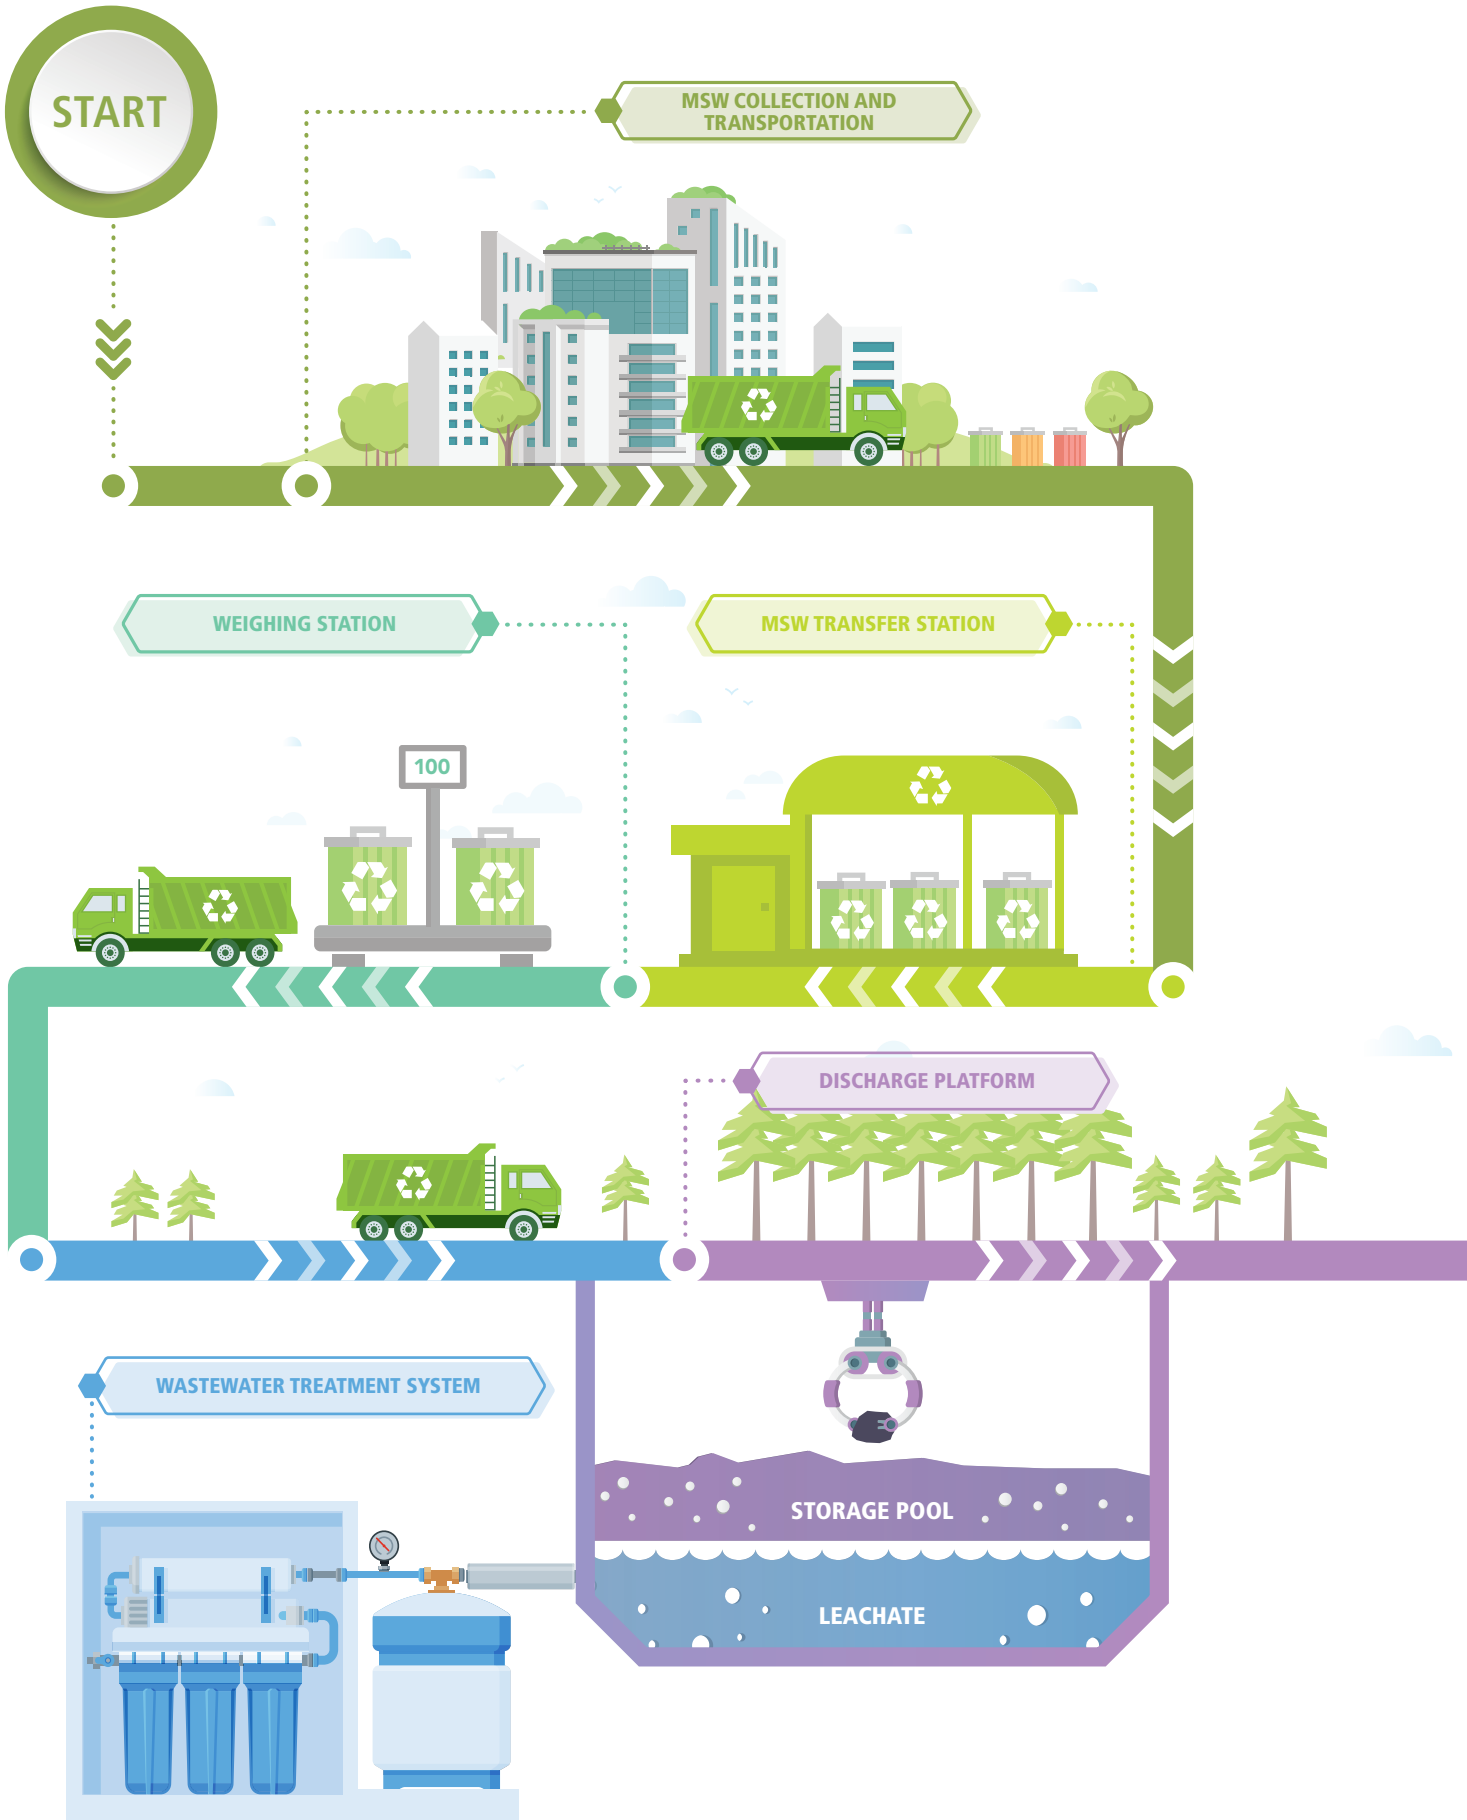 START
MSW COLLECTION AND
TRANSPORTATION
WEIGHING STATION
MSW TRANSFER STATION
100
DISCHARGE PLATFORM
WASTEWATER TREATMENT SYSTEM
STORAGE POOL
LEACHATE